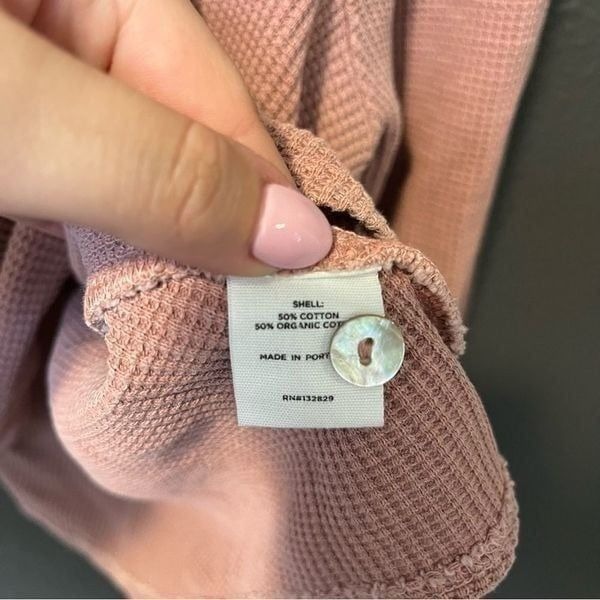 SHELL:
50% COTTON
50% ORGANIC
MADE IN
RN#132829